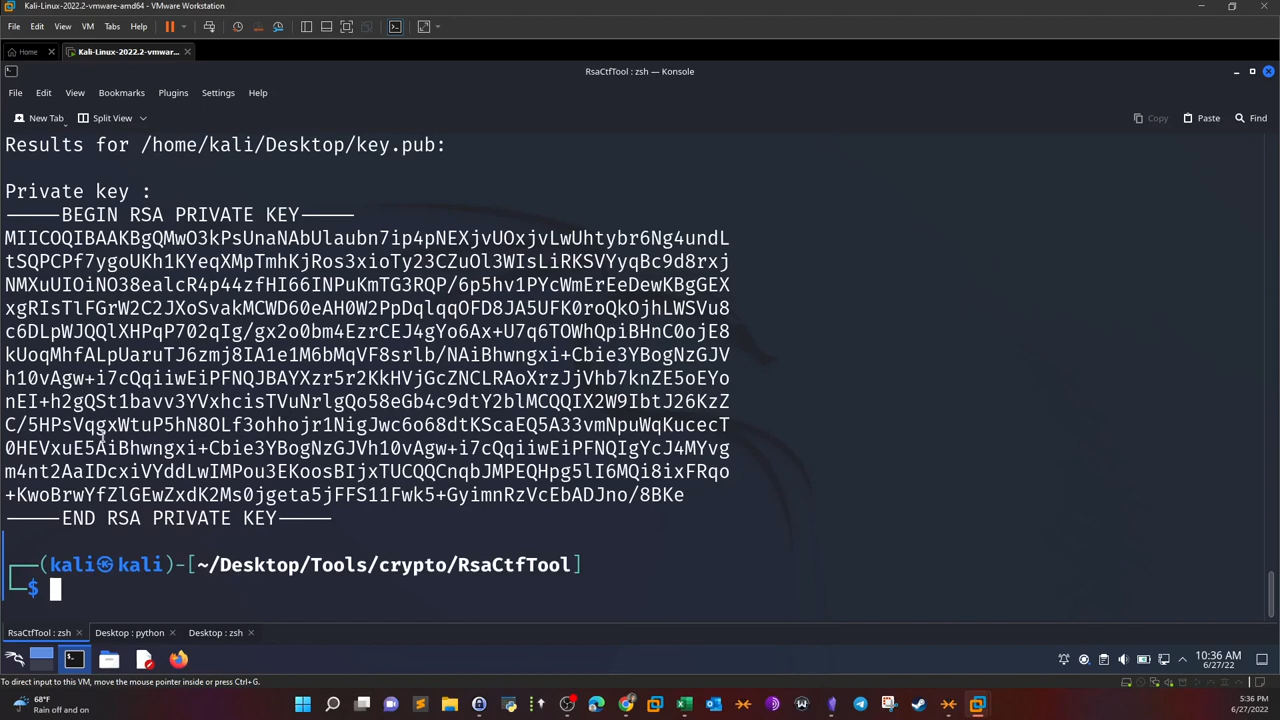 Kali-Linux-2022.2-vmware-amd64 - VMware Workstation
File Edit View VM Tabs Help
Home Kali-Linux-2022.2-vmwar...
RsaCtfTool : zsh — Konsole
File Edit View Bookmarks Plugins Settings Help
New Tab Split View Copy Paste Find
Results for /home/kali/Desktop/key.pub:
Private key :
-----BEGIN RSA PRIVATE KEY-----
MIICOQIBAAKBgQMwO3kPsUnaNAbUlaubn7ip4pNEXjvUOxjvLwUhtybr6Ng4undL
tSQPCPf7ygoUKh1KYeqXMpTmhKjRos3xioTy23CZuOl3WIsLiRKSVYyqBc9d8rxj
NMXuUIOiNO38ealcR4p44zfHI66INPuKmTG3RQP/6p5hv1PYcWmErEeDewKBgGEX
xgRIsTlFGrW2C2JXoSvakMCWD60eAH0W2PpDqlqqOFD8JA5UFK0roQkOjhLWSVu8
c6DLpWJQQlXHPqP702qIg/gx2o0bm4EzrCEJ4gYo6Ax+U7q6TOWhQpiBHnC0ojE8
kUoqMhfALpUaruTJ6zmj8IA1e1M6bMqVF8srlb/NAiBhwngxi+Cbie3YBogNzGJV
h10vAgw+i7cQqiiwEiPFNQJBAYXzr5r2KkHVjGcZNCLRAoXrzJjVhb7knZE5oEYo
nEI+h2gQSt1bavv3YVxhcisTVuNrlgQo58eGb4c9dtY2blMCQQIX2W9IbtJ26KzZ
C/5HPsVqgxWtuP5hN8OLf3ohhojr1NigJwc6o68dtKScaEQ5A33vmNpuWqKucecT
0HEVxuE5AiBhwngxi+Cbie3YBogNzGJVh10vAgw+i7cQqiiwEiPFNQIgYcJ4MYvg
m4nt2AaIDcxiVYddLwIMPou3EKoosBIjxTUCQQCnqbJMPEQHpg5lI6MQi8ixFRqo
+KwoBrwYfZlGEwZxdK2Ms0jgeta5jFFS11Fwk5+GyimnRzVcEbADJno/8BKe
-----END RSA PRIVATE KEY-----
┌──(kali㉿kali)-[~/Desktop/Tools/crypto/RsaCtfTool]
└─$
RsaCtfTool : zsh Desktop : python Desktop : zsh
10:36 AM
6/27/22
To direct input to this VM, move the mouse pointer inside or press Ctrl+G.
68°F
Rain off and on
5:36 PM
6/27/2022